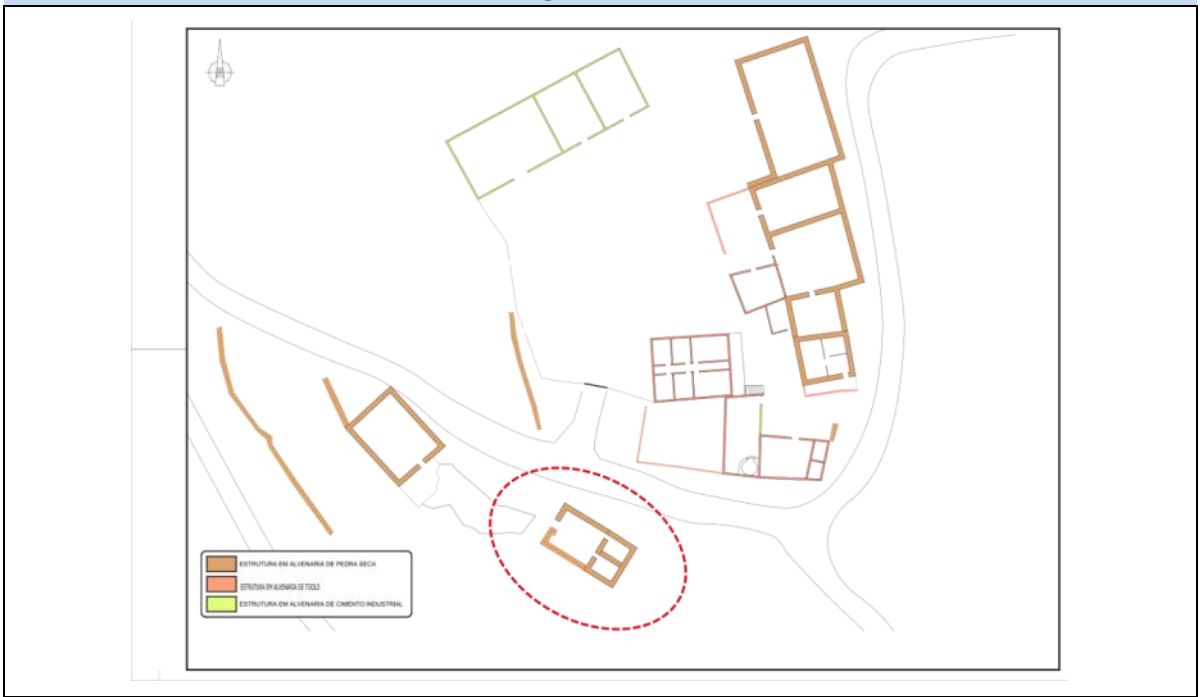 ESTRUTURA EM ALVENARIA DE PEDRA SECA
ESTRUTURA EM ALVENARIA DE TIJOLO
ESTRUTURA EM ALVENARIA DE CIMENTO INDUSTRIAL